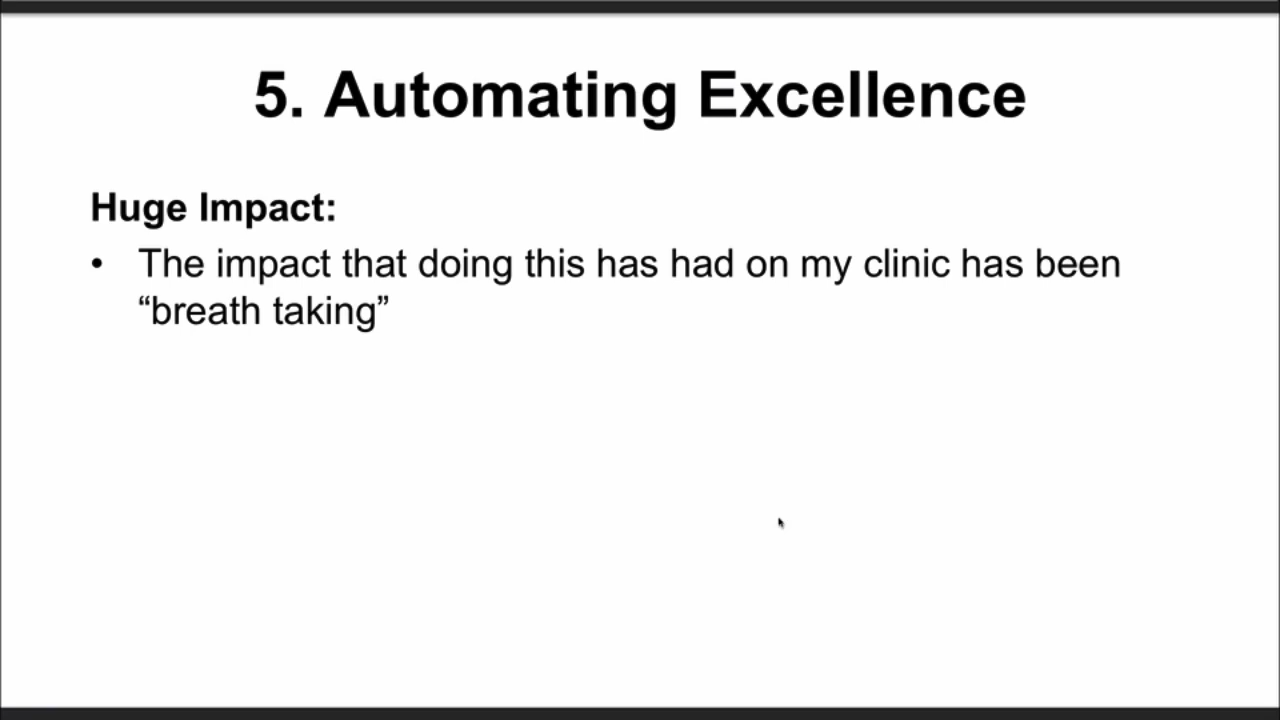 5. Automating Excellence
Huge Impact:
• The impact that doing this has had on my clinic has been
“breath taking”